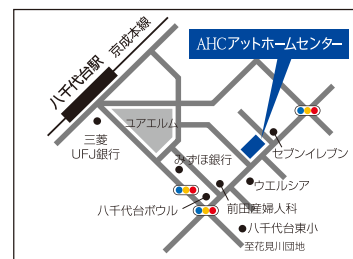 AHCアットホームセンター
京成本線
八千代台駅
ユアエルム
三菱
UFJ銀行
セブンイレブン
みずほ銀行
ウエルシア
八千代台ボウル
前田産婦人科
八千代台東小
至花見川団地